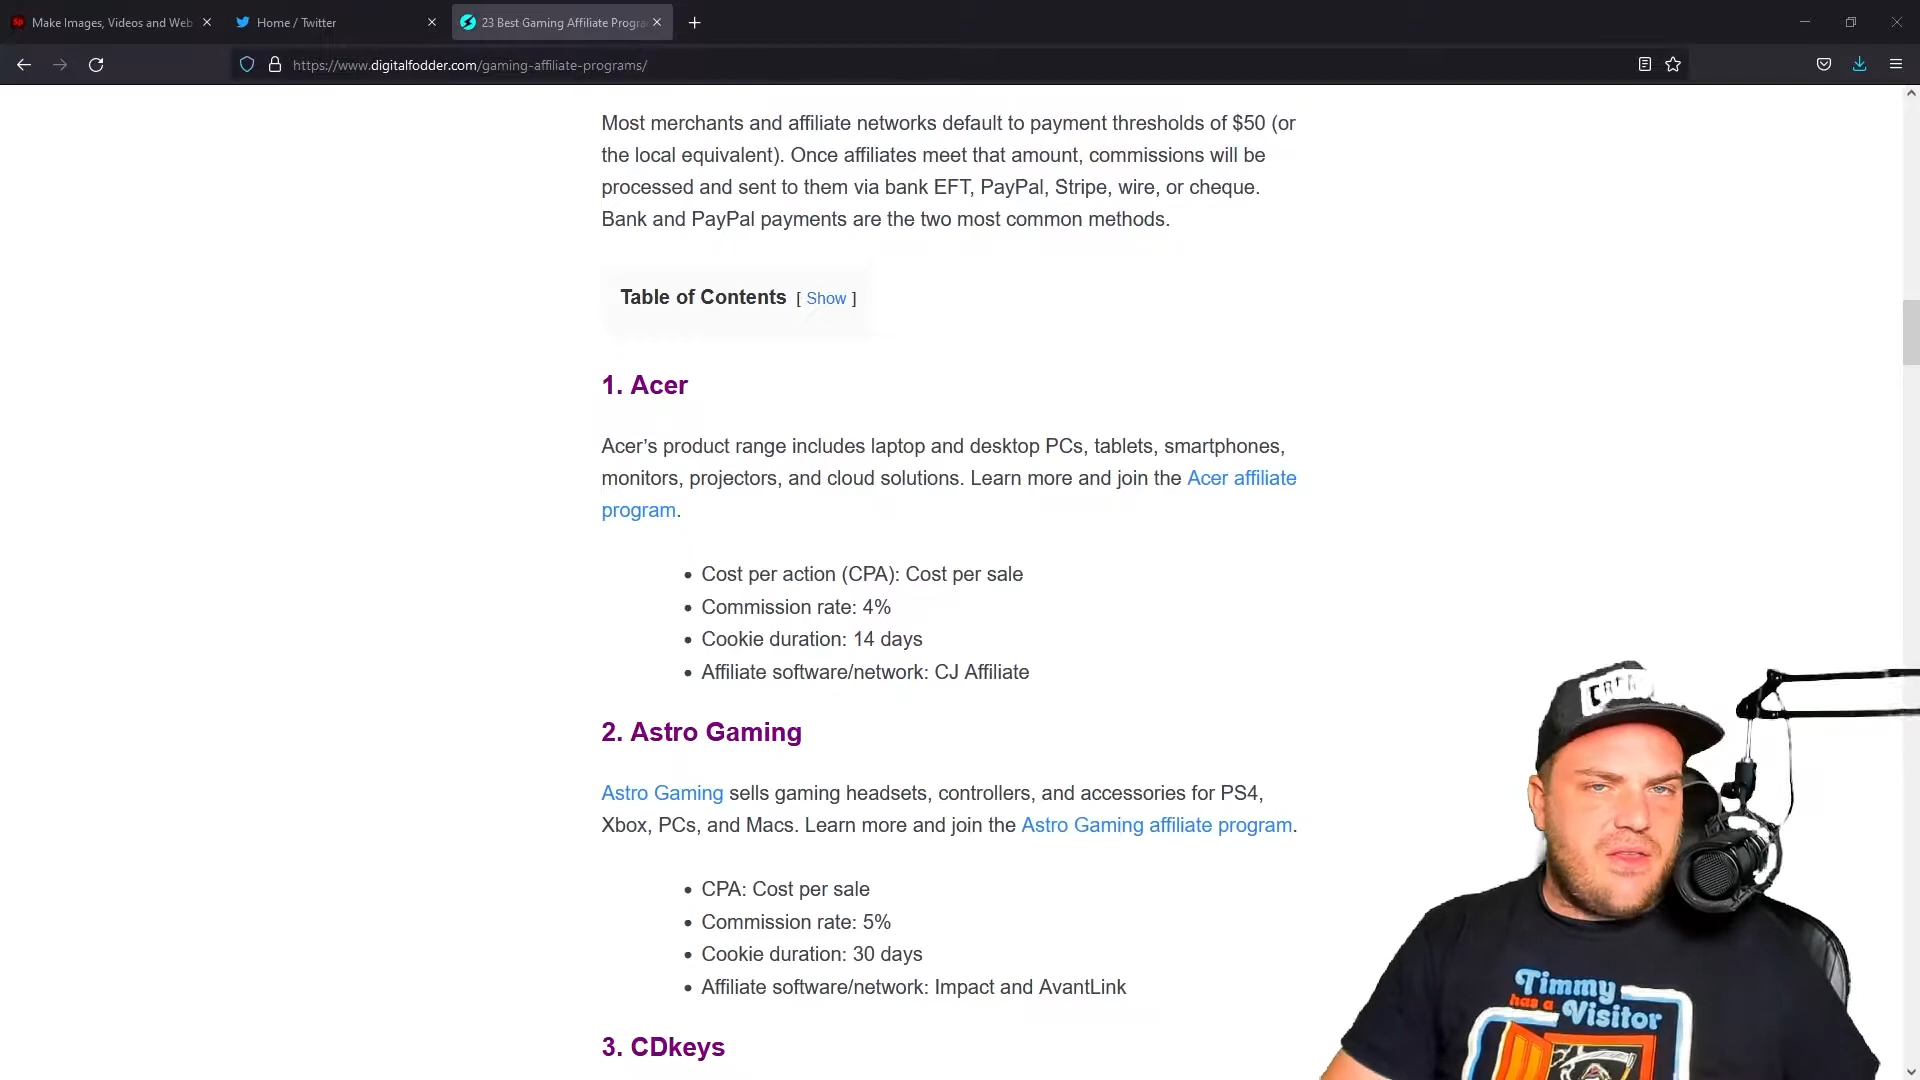 Sp Make Images, Videos and Web
Home / Twitter
23 Best Gaming Affiliate Progra
https://www.digitalfodder.com/gaming-affiliate-programs/
Most merchants and affiliate networks default to payment thresholds of $50 (or
the local equivalent). Once affiliates meet that amount, commissions will be
processed and sent to them via bank EFT, PayPal, Stripe, wire, or cheque.
Bank and PayPal payments are the two most common methods.
Table of Contents [ Show ]
1. Acer
Acer’s product range includes laptop and desktop PCs, tablets, smartphones,
monitors, projectors, and cloud solutions. Learn more and join the Acer affiliate
program.
• Cost per action (CPA): Cost per sale
• Commission rate: 4%
• Cookie duration: 14 days
• Affiliate software/network: CJ Affiliate
2. Astro Gaming
Astro Gaming sells gaming headsets, controllers, and accessories for PS4,
Xbox, PCs, and Macs. Learn more and join the Astro Gaming affiliate program.
• CPA: Cost per sale
• Commission rate: 5%
• Cookie duration: 30 days
• Affiliate software/network: Impact and AvantLink
3. CDkeys
Timmy
has a
Visitor